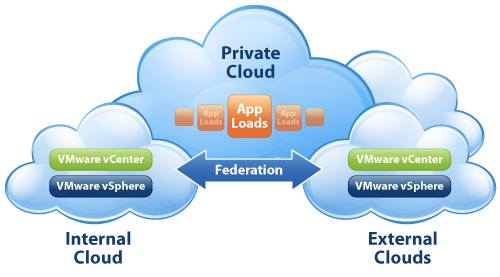 Private
Cloud
App
Loads
App
Loads
App
Loads
VMware vCenter
VMware vSphere
Federation
VMware vCenter
VMware vSphere
Internal
Cloud
External
Clouds